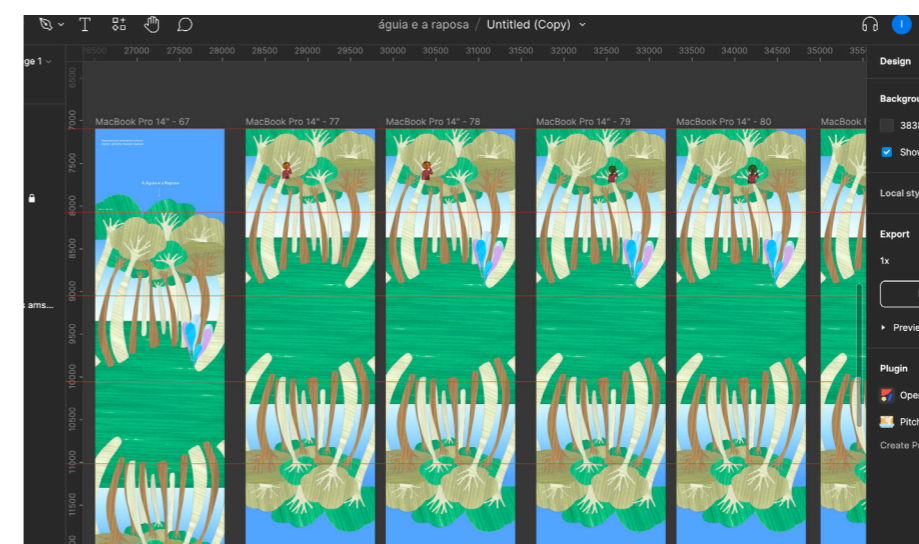 águia e a raposa / Untitled (Copy)
I
26500 27000 27500 28000 28500 29000 29500 30000 30500 31000 31500 32000 32500 33000 33500 34000 34500 35000 355
ge 1
Design
6500
Backgrou
MacBook Pro 14" - 67
MacBook Pro 14" - 77
MacBook Pro 14" - 78
MacBook Pro 14" - 79
MacBook Pro 14" - 80
MacBook
7000
3838
Show
7500
A Águia e a Raposa
Local sty
8000
Export
8500
1x
9000
s ams...
Previe
9500
Plugin
10000
Oper
10500
Pitch
Create Pr
11000
11500